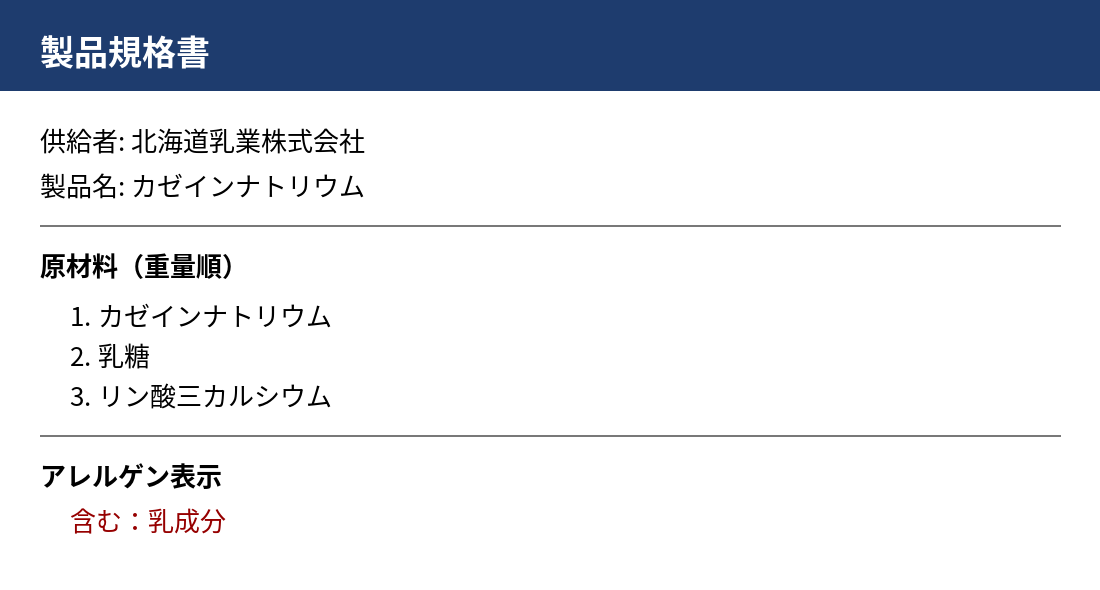 製品規格書
供給者: 北海道乳業株式会社
製品名: カゼインナトリウム
原材料（重量順）
1. カゼインナトリウム
2. 乳糖
3. リン酸三カルシウム
アレルゲン表示
含む：乳成分